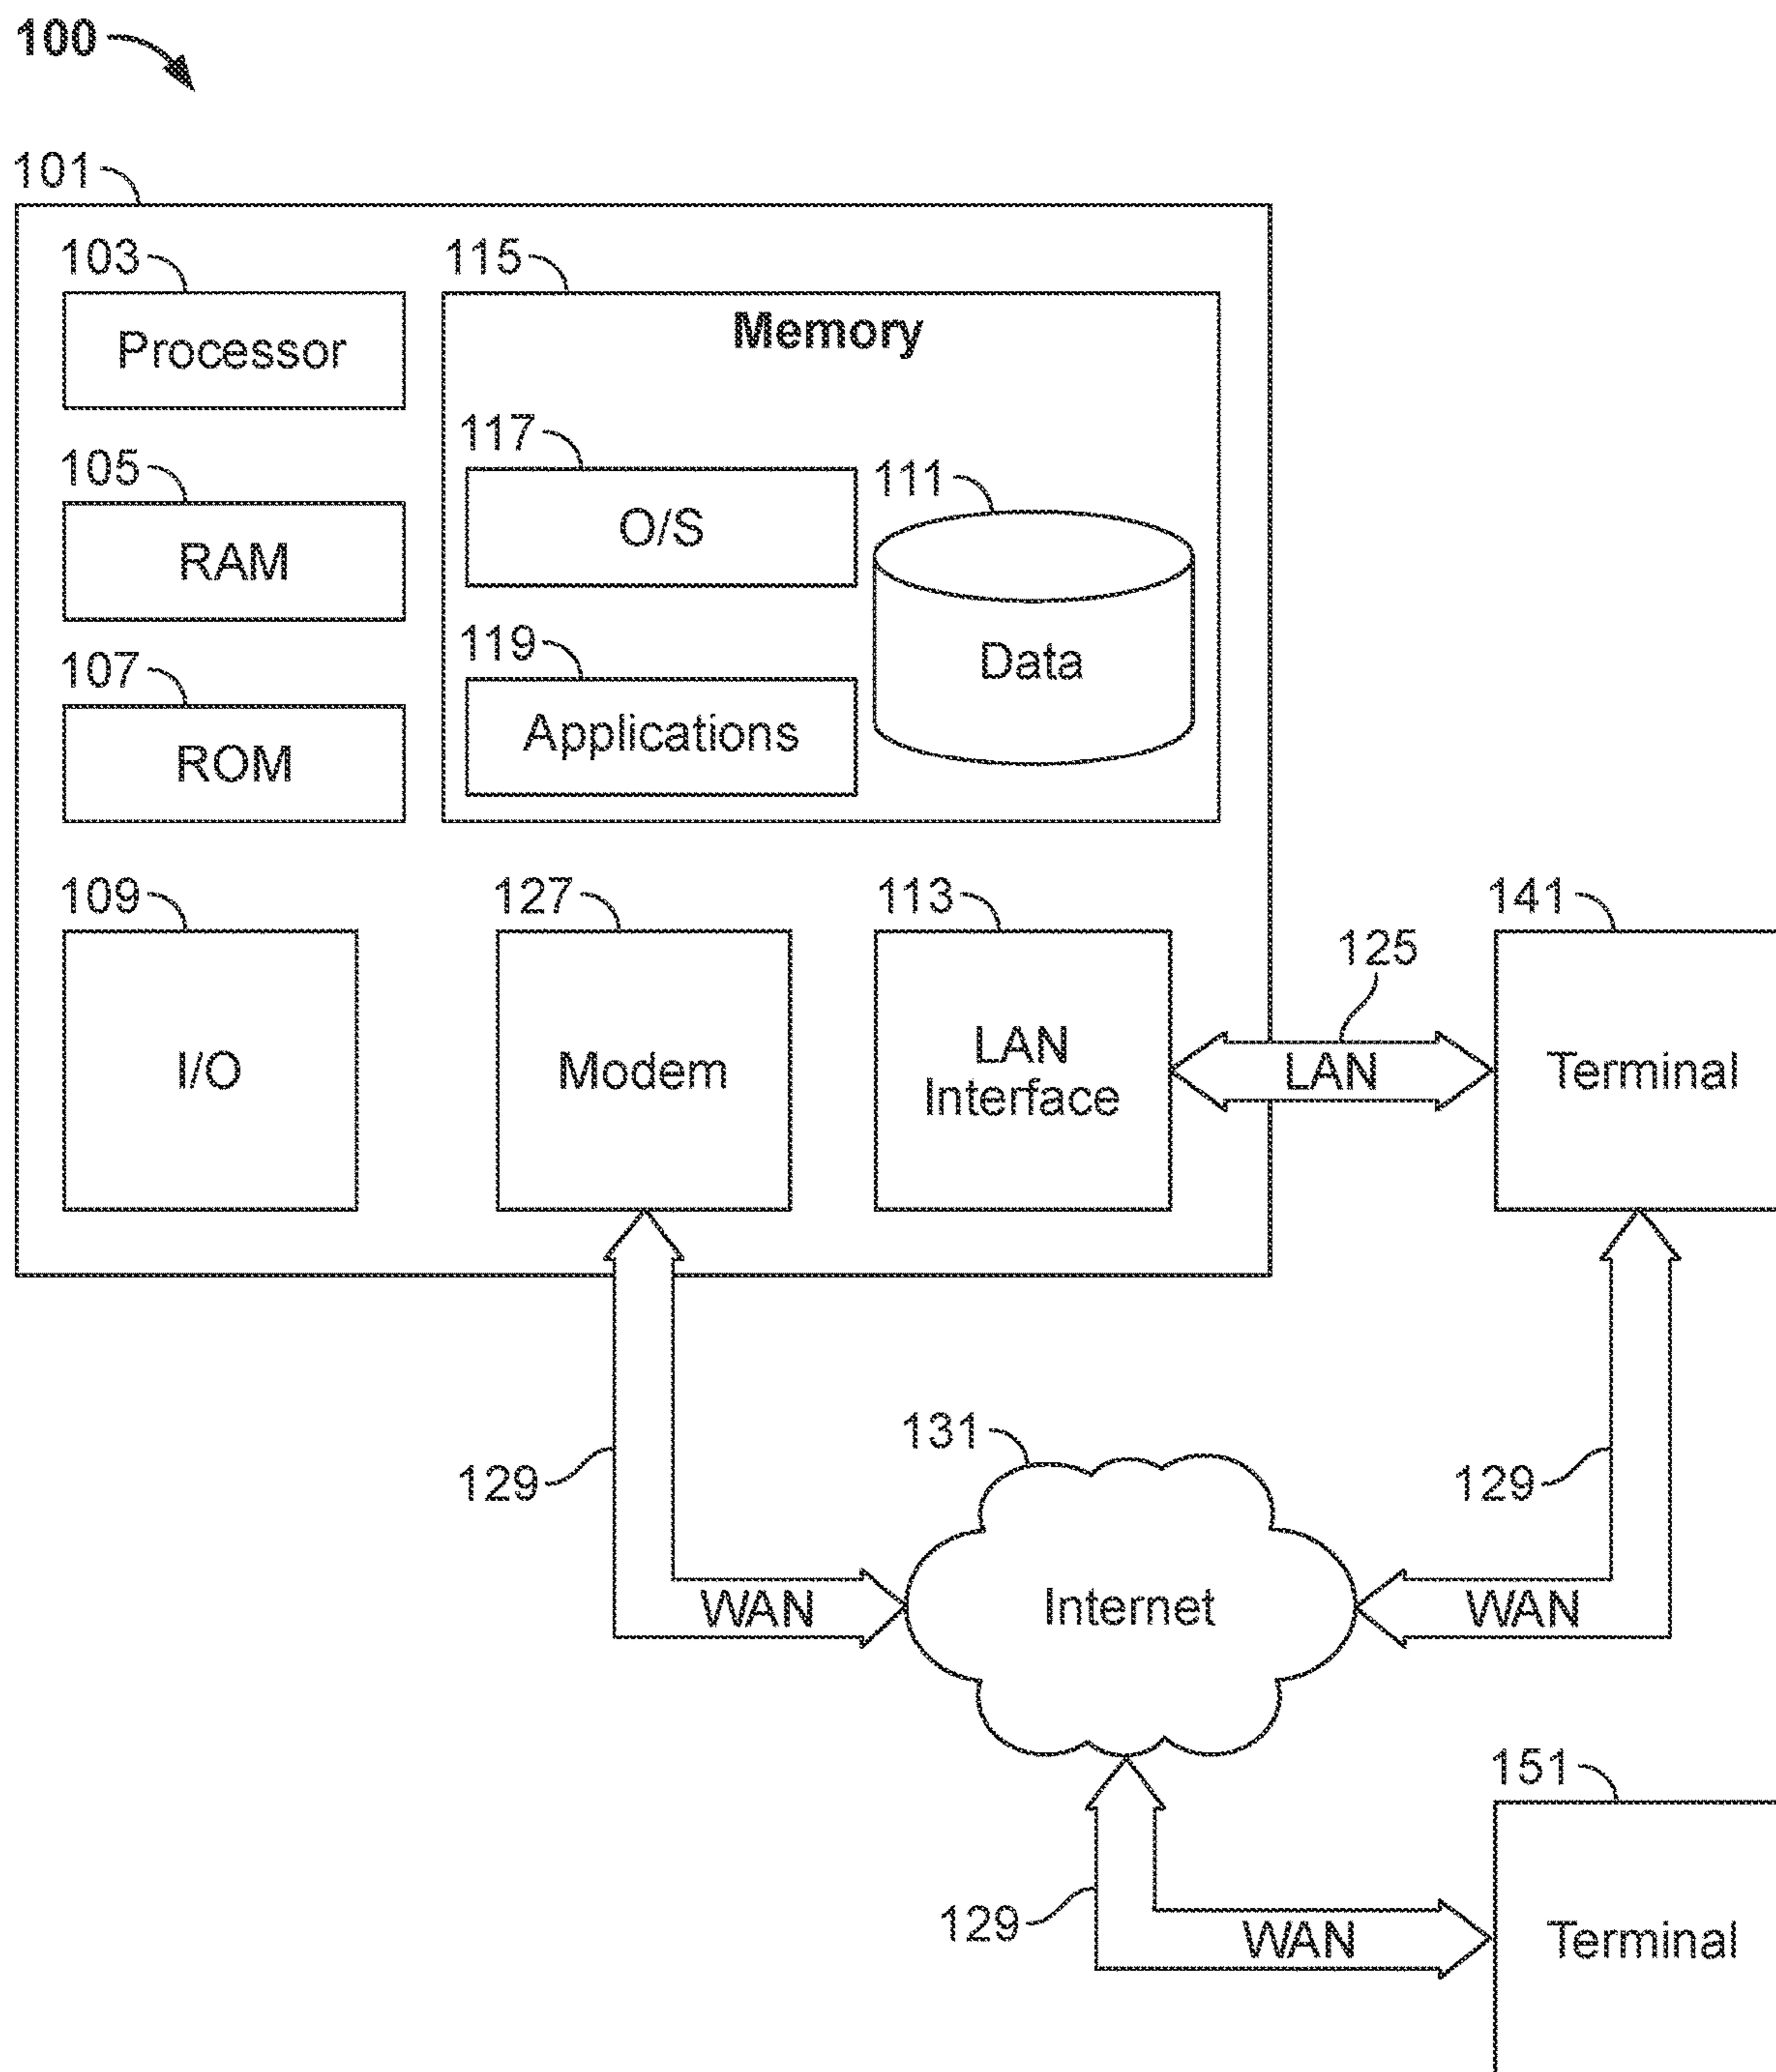 100
101
103
Processor
115
Memory
105
RAM
117
O/S
111
Data
107
ROM
119
Applications
109
I/O
127
Modem
113
LAN
Interface
125
LAN
141
Terminal
129
WAN
131
Internet
129
WAN
129
WAN
151
Terminal